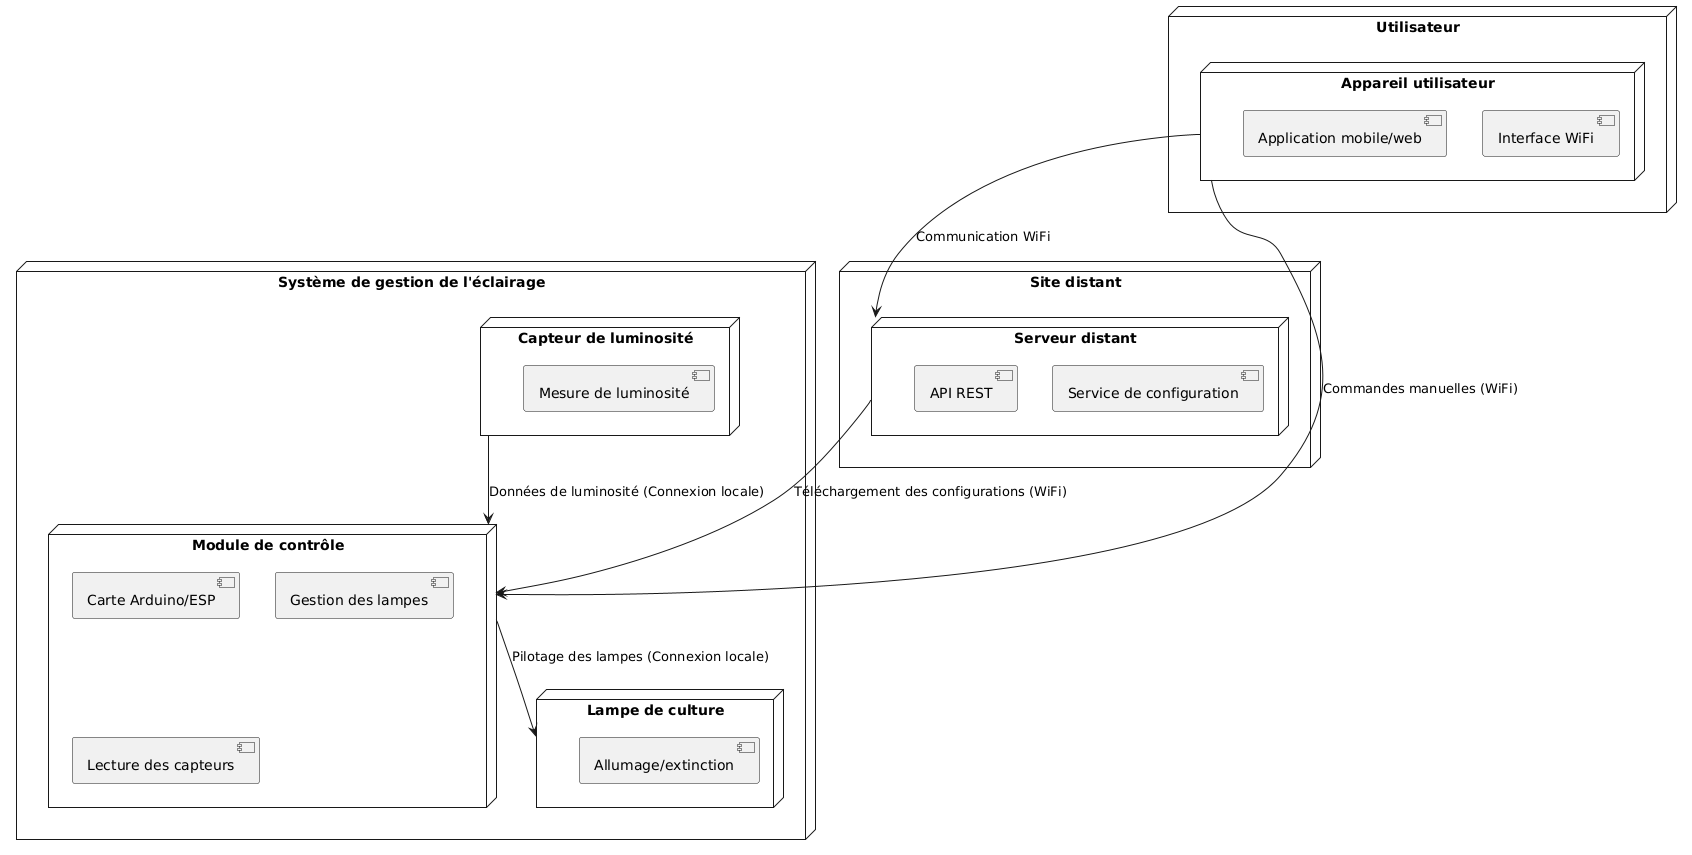 Utilisateur
Appareil utilisateur
Application mobile/web
Interface WiFi
Communication WiFi
Système de gestion de l'éclairage
Site distant
Capteur de luminosité
Serveur distant
Mesure de luminosité
API REST
Service de configuration
Commandes manuelles (WiFi)
Données de luminosité (Connexion locale)
Téléchargement des configurations (WiFi)
Module de contrôle
Carte Arduino/ESP
Gestion des lampes
Pilotage des lampes (Connexion locale)
Lampe de culture
Lecture des capteurs
Allumage/extinction